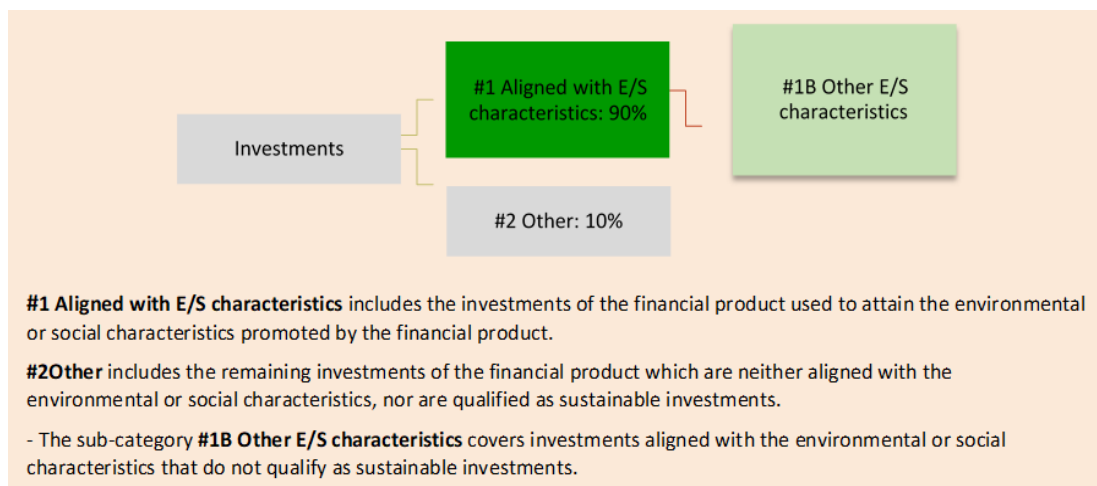 #1 Aligned with E/S
characteristics: 90%
#1B Other E/S
characteristics
Investments
#2 Other: 10%
#1 Aligned with E/S characteristics includes the investments of the financial product used to attain the environmental
or social characteristics promoted by the financial product.
#2Other includes the remaining investments of the financial product which are neither aligned with the
environmental or social characteristics, nor are qualified as sustainable investments.
- The sub-category #1B Other E/S characteristics covers investments aligned with the environmental or social
characteristics that do not qualify as sustainable investments.